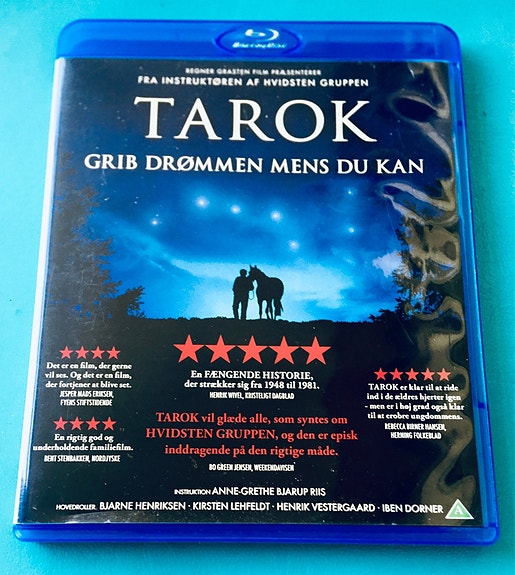 Blu-ray Disc
REGNER GRASTEN FILM PRÆSENTERER
FRA INSTRUKTØREN AF HVIDSTEN GRUPPEN
TAROK
GRIB DRØMMEN MENS DU KAN
Det er en film, der gerne
vil ses. Og det er en film,
der fortjener at blive set.
JESPER MADS ERIKSEN,
FYENS STIFTSTIDENDE
En rigtig god og
underholdende familiefilm.
BENT STENBAKKEN, NORDJYSKE
En FÆNGENDE HISTORIE,
der strækker sig fra 1948 til 1981.
HENRIK WIVEL, KRISTELIGT DAGBLAD
TAROK vil glæde alle, som syntes om
HVIDSTEN GRUPPEN, og den er episk
inddragende på den rigtige måde.
BO GREEN JENSEN, WEEKENDAVISEN
TAROK er klar til at ride
ind i de ældres hjerter igen
- men er i høj grad også klar
til at erobre ungdommens.
REBECCA BIRNER HANSEN,
HERNING FOLKEBLAD
INSTRUKTION ANNE-GRETHE BJARUP RIIS
HOVEDROLLER. BJARNE HENRIKSEN · KIRSTEN LEHFELDT · HENRIK VESTERGAARD · IBEN DORNER
A